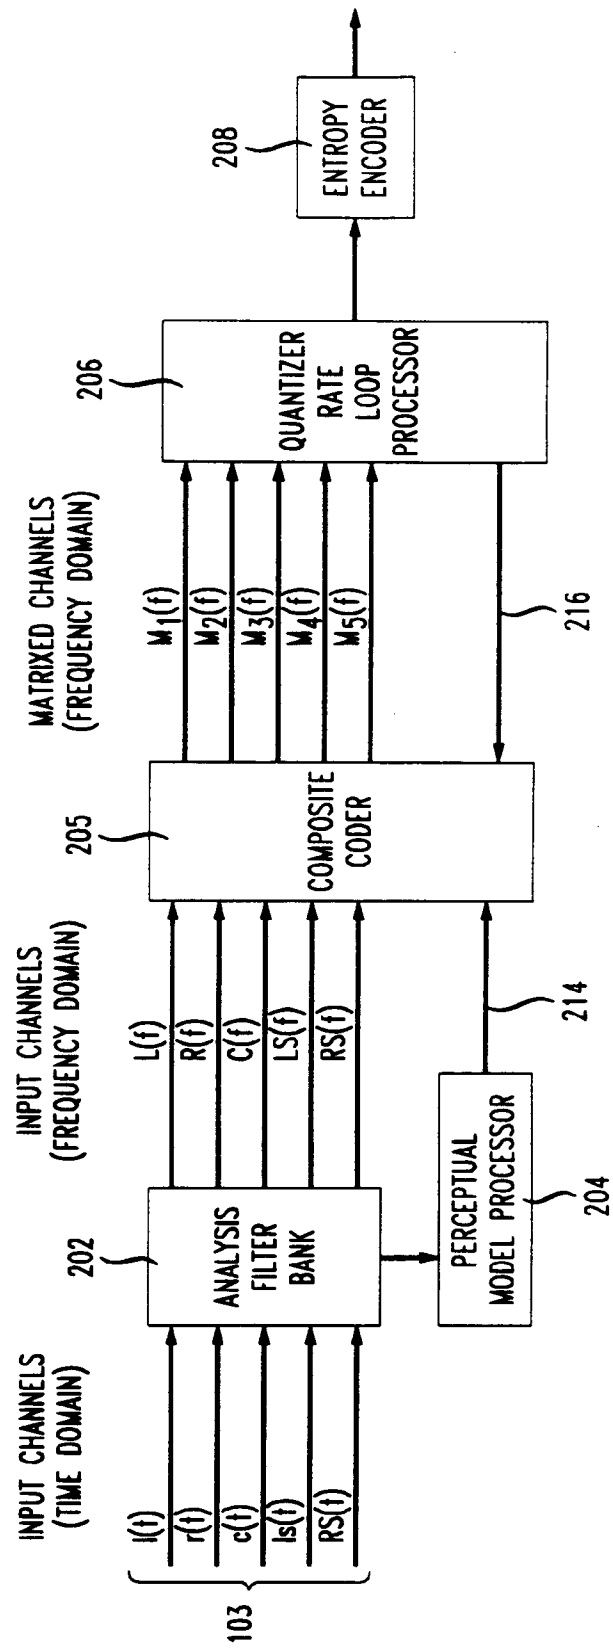 INPUT CHANNELS
(TIME DOMAIN)
103
l(t)
r(t)
c(t)
ls(t)
RS(t)
202
ANALYSIS
FILTER
BANK
INPUT CHANNELS
(FREQUENCY DOMAIN)
L(f)
R(f)
C(f)
LS(f)
RS(f)
PERCEPTUAL
MODEL PROCESSOR
204
214
205
COMPOSITE
CODER
MATRIXED CHANNELS
(FREQUENCY DOMAIN)
M1(f)
M2(f)
M3(f)
M4(f)
M5(f)
216
206
QUANTIZER
RATE
LOOP
PROCESSOR
208
ENTROPY
ENCODER